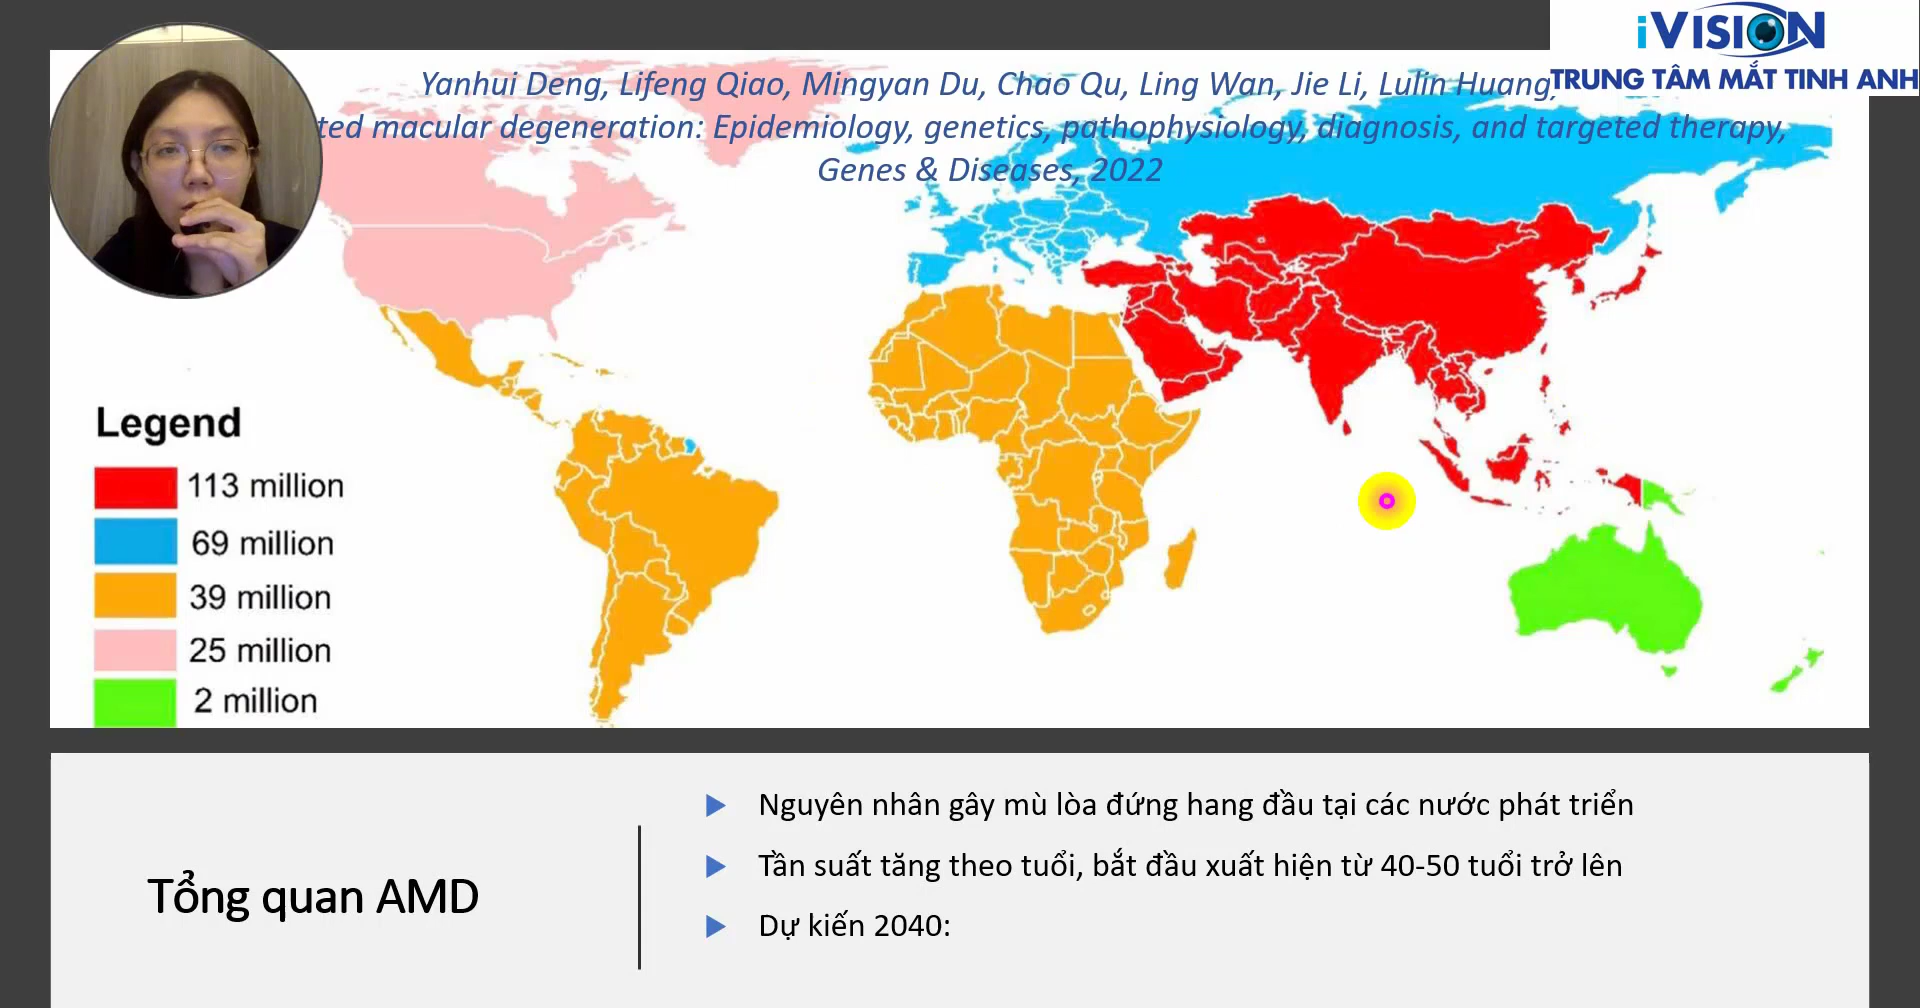 iVISION
TRUNG TÂM MẮT TINH ANH
Yanhui Deng, Lifeng Qiao, Mingyan Du, Chao Qu, Ling Wan, Jie Li, Lulin Huang,
ted macular degeneration: Epidemiology, genetics, pathophysiology, diagnosis, and targeted therapy,
Genes & Diseases, 2022
Legend
113 million
69 million
39 million
25 million
2 million
Tổng quan AMD
Nguyên nhân gây mù lòa đứng hang đầu tại các nước phát triển
Tần suất tăng theo tuổi, bắt đầu xuất hiện từ 40-50 tuổi trở lên
Dự kiến 2040: